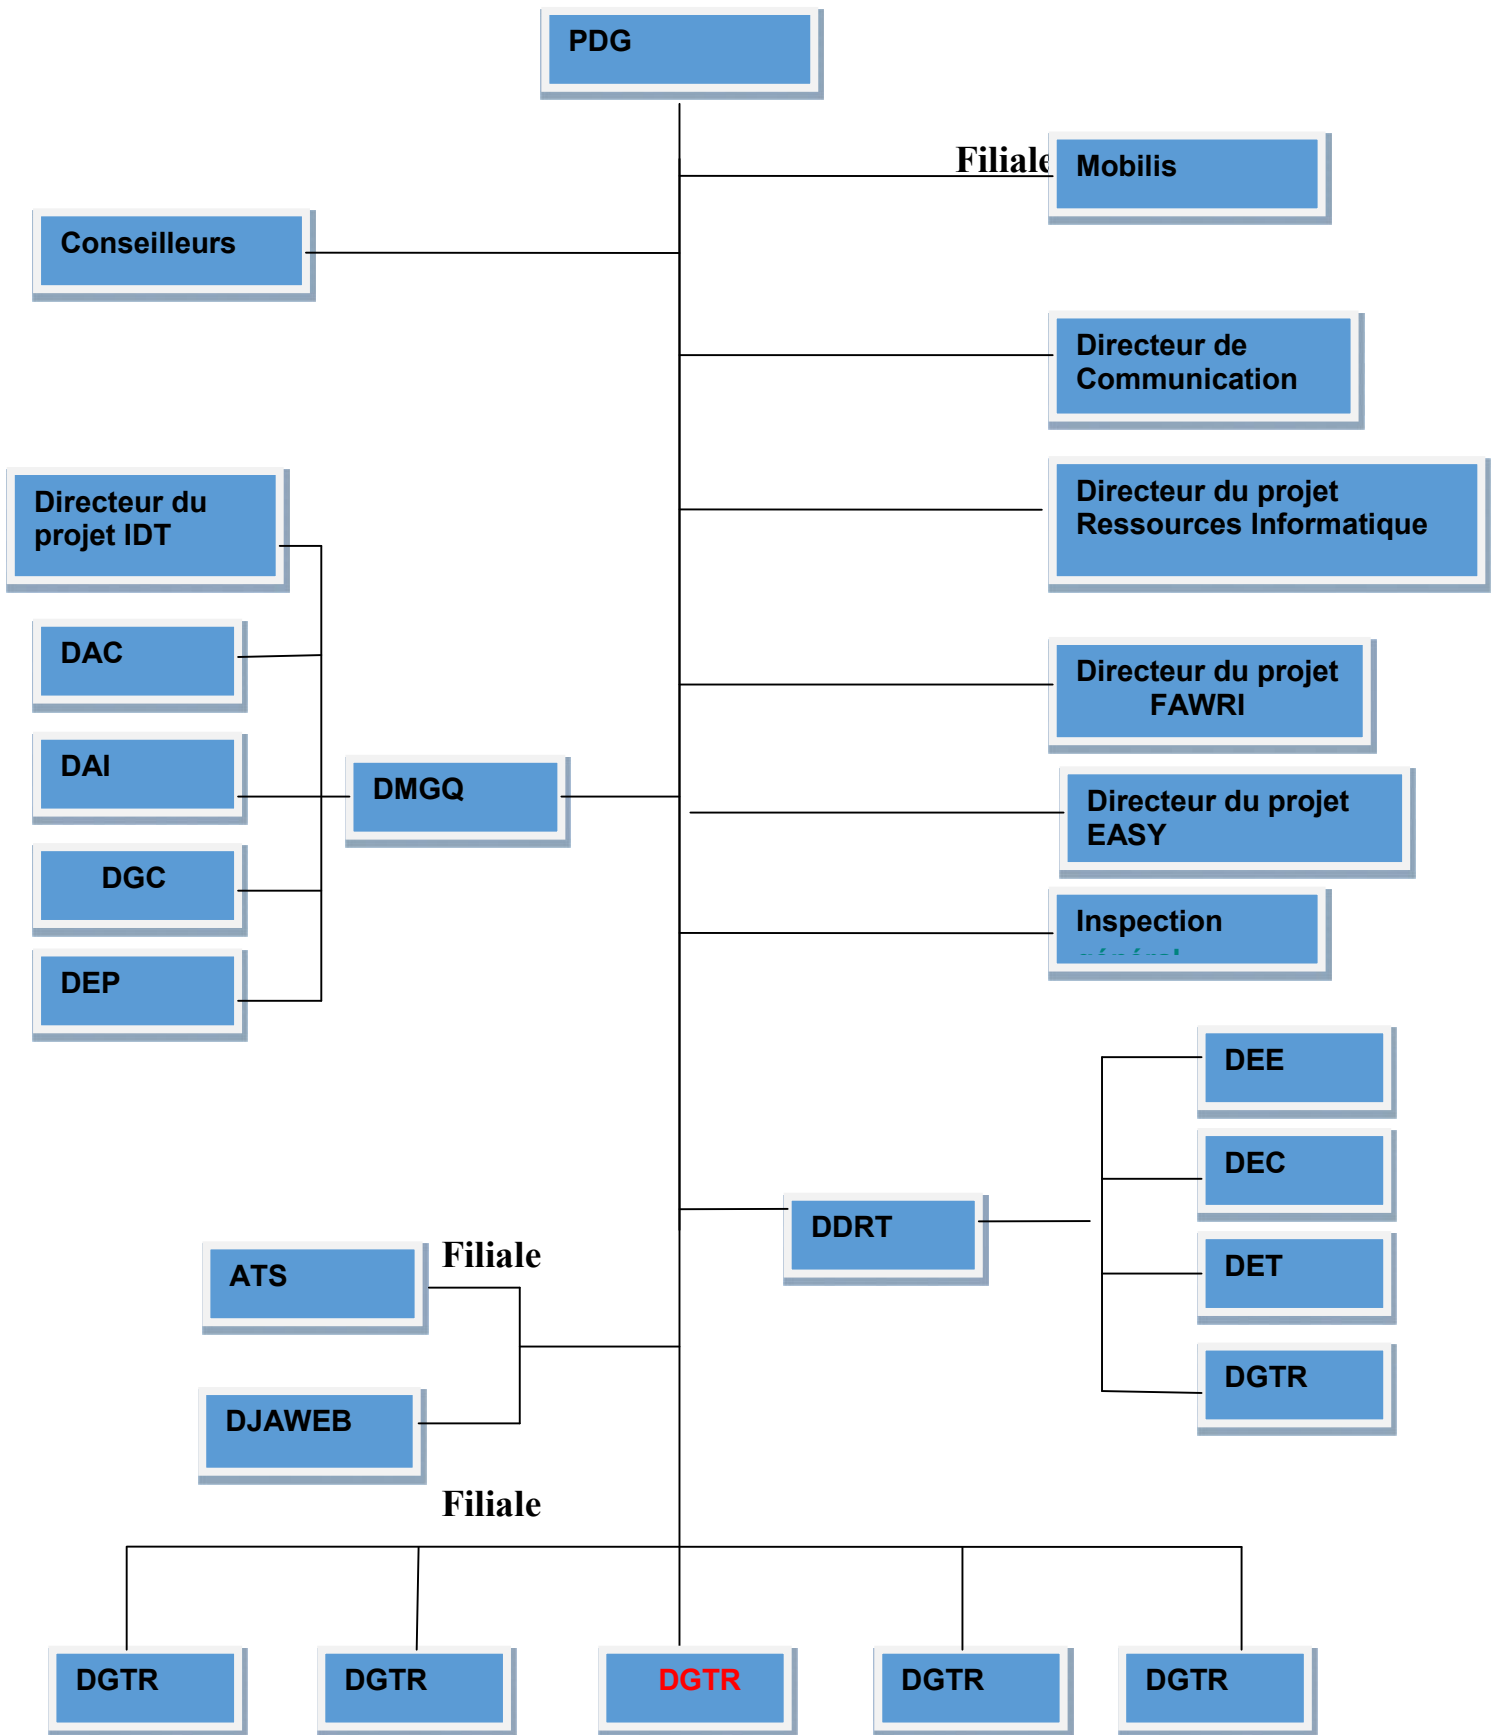 PDG
Filiale
Mobilis
Conseilleurs
Directeur de
Communication
Directeur du
projet IDT
Directeur du projet
Ressources Informatique
DAC
Directeur du projet
FAWRI
DAI
DMGQ
Directeur du projet
EASY
DGC
Inspection
DEP
DEE
DEC
DDRT
Filiale
ATS
DET
DGTR
DJAWEB
Filiale
DGTR
DGTR
DGTR
DGTR
DGTR